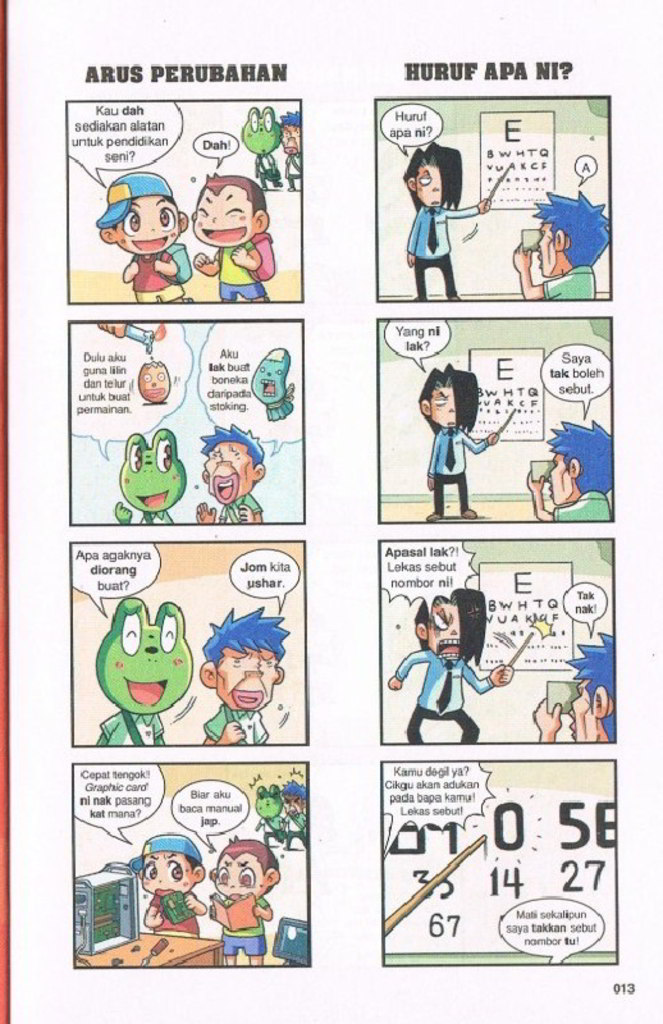 ARUS PERUBAHAN
Kau dah
sediakan alatan
untuk pendidikan
seni?
Dah!
Dulu aku
guna lilin
dan telur
untuk buat
permainan.
Aku
lak buat
boneka
daripada
stoking.
Apa agaknya
diorang
buat?
Jom kita
ushar.
Cepat tengok!!
Graphic card
ni nak pasang
kat mana?
Biar aku
baca manual
jap.
HURUF APA NI?
Huruf
apa ni?
E
B W H T Q
V U A K C F
A
Yang ni
lak?
E
B W H T Q
V U A K C F
Saya
tak boleh
sebut.
Apasal lak?!
Lekas sebut
nombor ni!
E
B W H T Q
V U A K
F
Tak
nak!
Kamu degil ya?
Cikgu akan adukan
pada bapa kamu!
Lekas sebut!
0
14
27
67
Mati sekalipun
saya takkan sebut
nombor tu!
013